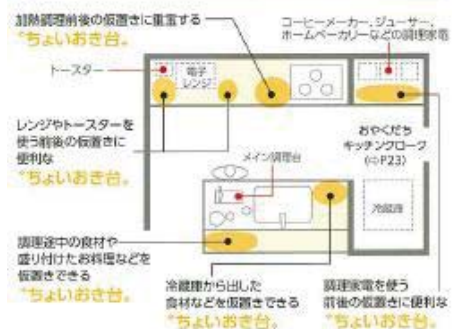 加熱調理前後の仮置きに重宝する
"ちょいおき台"
コーヒーメーカー、ジューサー、
ホームベーカリーなどの調理家電
トースター
電子
レンジ
レンジやトースターを
使う前後の仮置きに
便利な
"ちょいおき台"
おやくだち
キッチンクローク
(⇨P23)
メイン調理台
冷蔵庫
調理途中の食材や
盛り付けたお料理などを
仮置きできる
"ちょいおき台"
冷蔵庫から出した
食材などを仮置きできる
"ちょいおき台"
調理家電を使う
前後の仮置きに便利な
"ちょいおき台"